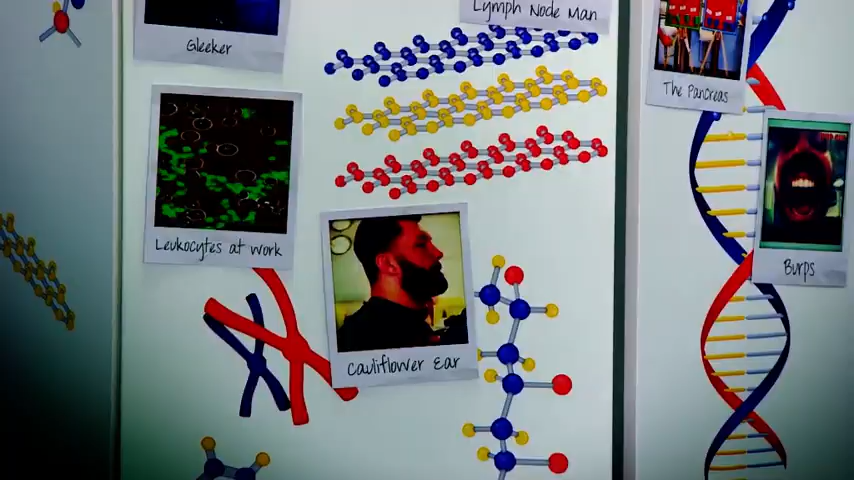 Lymph Node Man
Gleeker
The Pancreas
Leukocytes at work
Burps
Cauliflower Ear